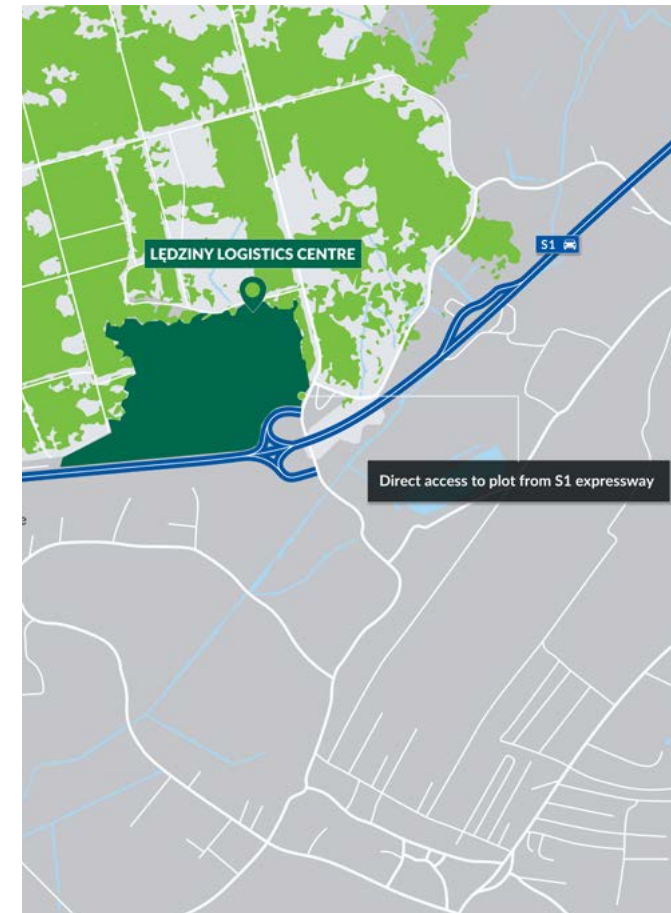 S1
LĘDZINY LOGISTICS CENTRE
Direct access to plot from S1 expressway
e